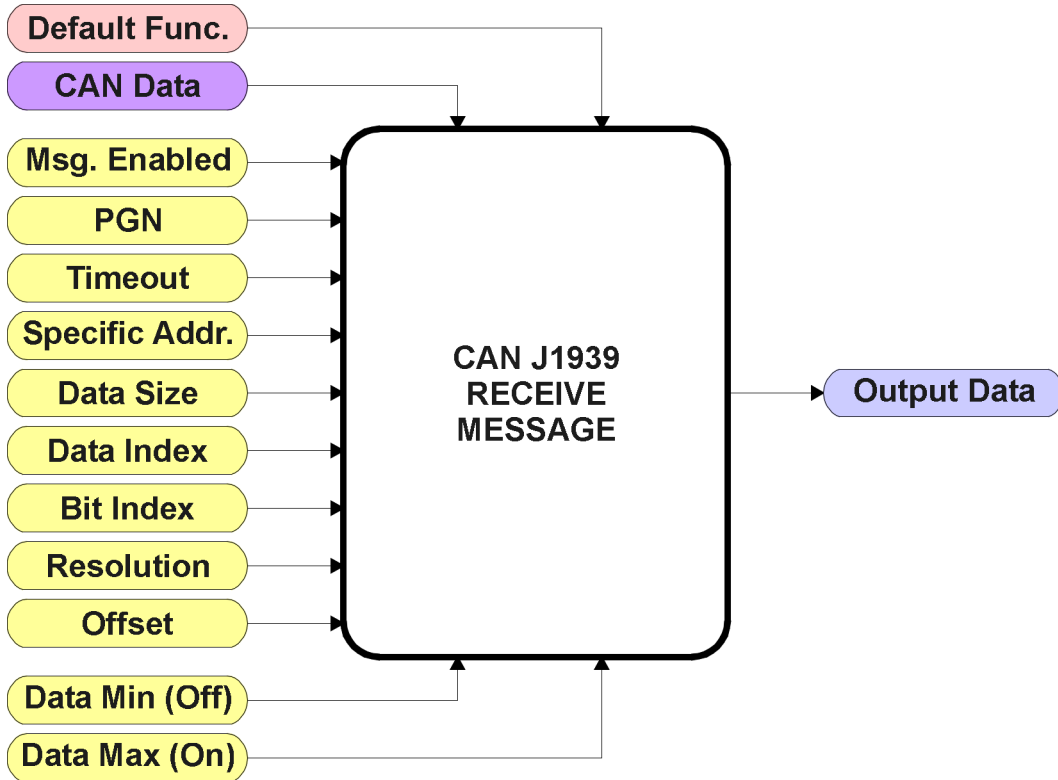 Default Func.
CAN Data
Msg. Enabled
PGN
Timeout
Specific Addr.
Data Size
Data Index
Bit Index
Resolution
Offset
Data Min (Off)
Data Max (On)
CAN J1939
RECEIVE
MESSAGE
Output Data